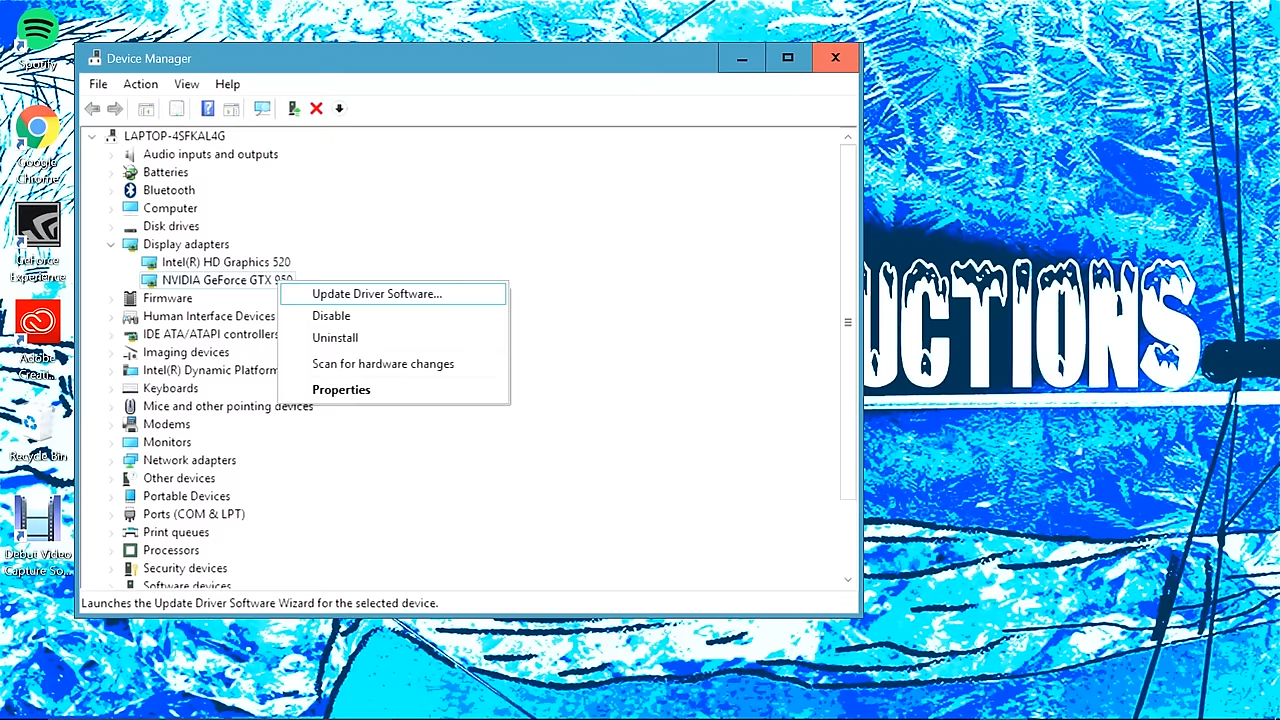 Spotify
Google
Chrome
GeForce
Experience
Adobe
Creati...
Recycle Bin
Debut Video
Capture So...
Device Manager
File Action View Help
LAPTOP-4SFKAL4G
Audio inputs and outputs
Batteries
Bluetooth
Computer
Disk drives
Display adapters
Intel(R) HD Graphics 520
NVIDIA GeForce GTX 950
Firmware
Human Interface Devices
IDE ATA/ATAPI controllers
Imaging devices
Intel(R) Dynamic Platform
Keyboards
Mice and other pointing devices
Modems
Monitors
Network adapters
Other devices
Portable Devices
Ports (COM & LPT)
Print queues
Processors
Security devices
Software devices
Update Driver Software...
Disable
Uninstall
Scan for hardware changes
Properties
Launches the Update Driver Software Wizard for the selected device.
UCTIONS